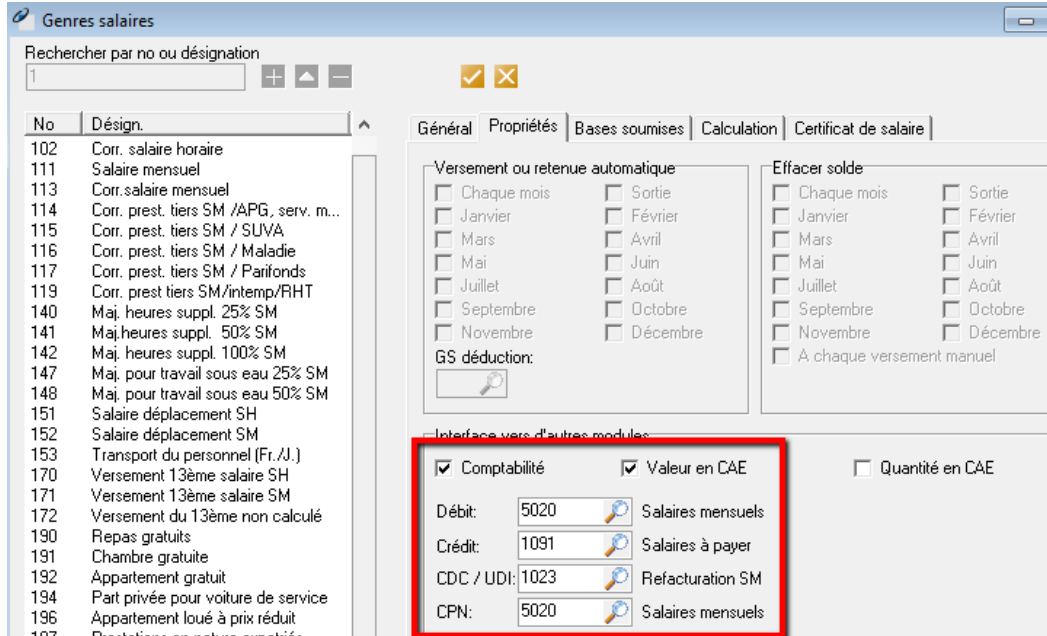 Genres salaires
Rechercher par no ou désignation
1
No Désign.
102 Corr. salaire horaire
111 Salaire mensuel
113 Corr.salaire mensuel
114 Corr. prest. tiers SM /APG, serv. m...
115 Corr. prest. tiers SM / SUVA
116 Corr. prest. tiers SM / Maladie
117 Corr. prest. tiers SM / Parifonds
119 Corr. prest tiers SM/intemp/RHT
140 Maj. heures suppl. 25% SM
141 Maj.heures suppl. 50% SM
142 Maj. heures suppl. 100% SM
147 Maj. pour travail sous eau 25% SM
148 Maj. pour travail sous eau 50% SM
151 Salaire déplacement SH
152 Salaire déplacement SM
153 Transport du personnel (Fr./J.)
170 Versement 13ème salaire SH
171 Versement 13ème salaire SM
172 Versement du 13ème non calculé
190 Repas gratuits
191 Chambre gratuite
192 Appartement gratuit
194 Part privée pour voiture de service
196 Appartement loué à prix réduit
Général Propriétés Bases soumises Calculation Certificat de salaire
Versement ou retenue automatique
Chaque mois Sortie
Janvier Février
Mars Avril
Mai Juin
Juillet Août
Septembre Octobre
Novembre Décembre
GS déduction:
Effacer solde
Chaque mois Sortie
Janvier Février
Mars Avril
Mai Juin
Juillet Août
Septembre Octobre
Novembre Décembre
A chaque versement manuel
Interface vers d'autres modules
Comptabilité Valeur en CAE Quantité en CAE
Débit: 5020 Salaires mensuels
Crédit: 1091 Salaires à payer
CDC / UDI: 1023 Refacturation SM
CPN: 5020 Salaires mensuels